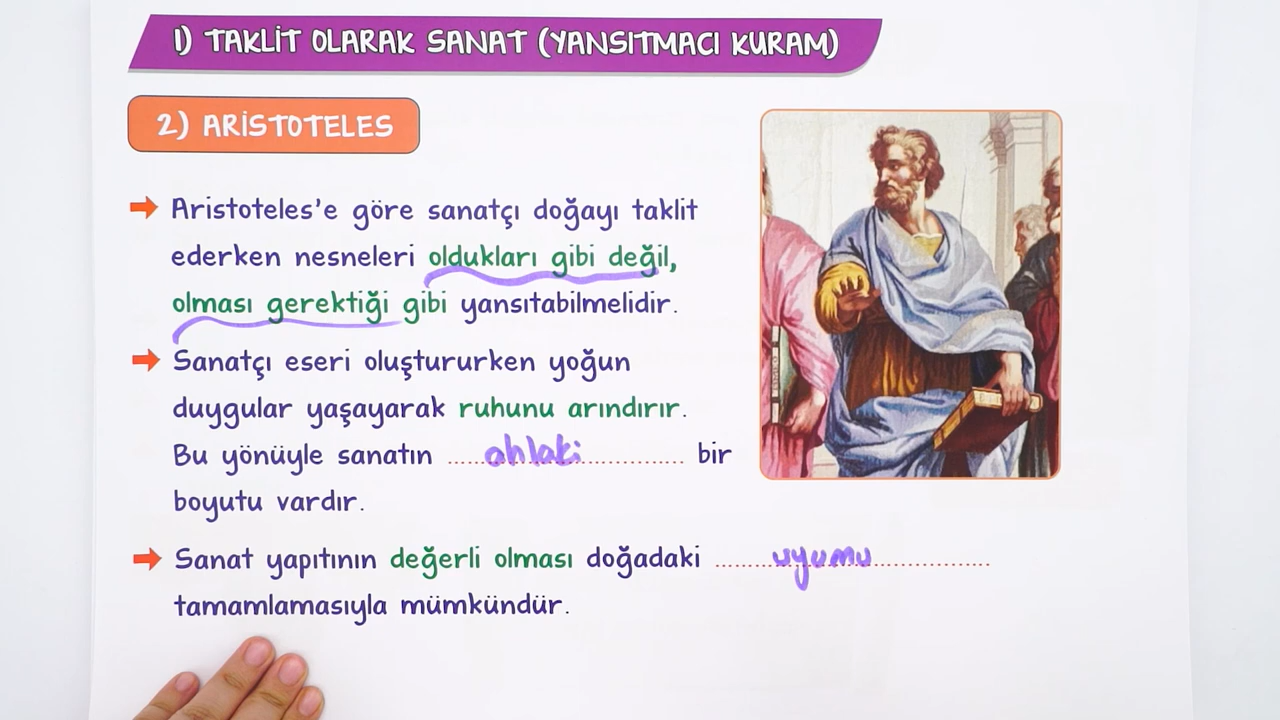 1) TAKLİT OLARAK SANAT (YANSITMACI KURAM)
2) ARİSTOTELES
Aristoteles'e göre sanatçı doğayı taklit
ederken nesneleri oldukları gibi değil,
olması gerektiği gibi yansıtabilmelidir.
Sanatçı eseri oluştururken yoğun
duygular yaşayarak ruhunu arındırır.
Bu yönüyle sanatın ahlaki bir
boyutu vardır.
Sanat yapıtının değerli olması doğadaki uyumu
tamamlamasıyla mümkündür.